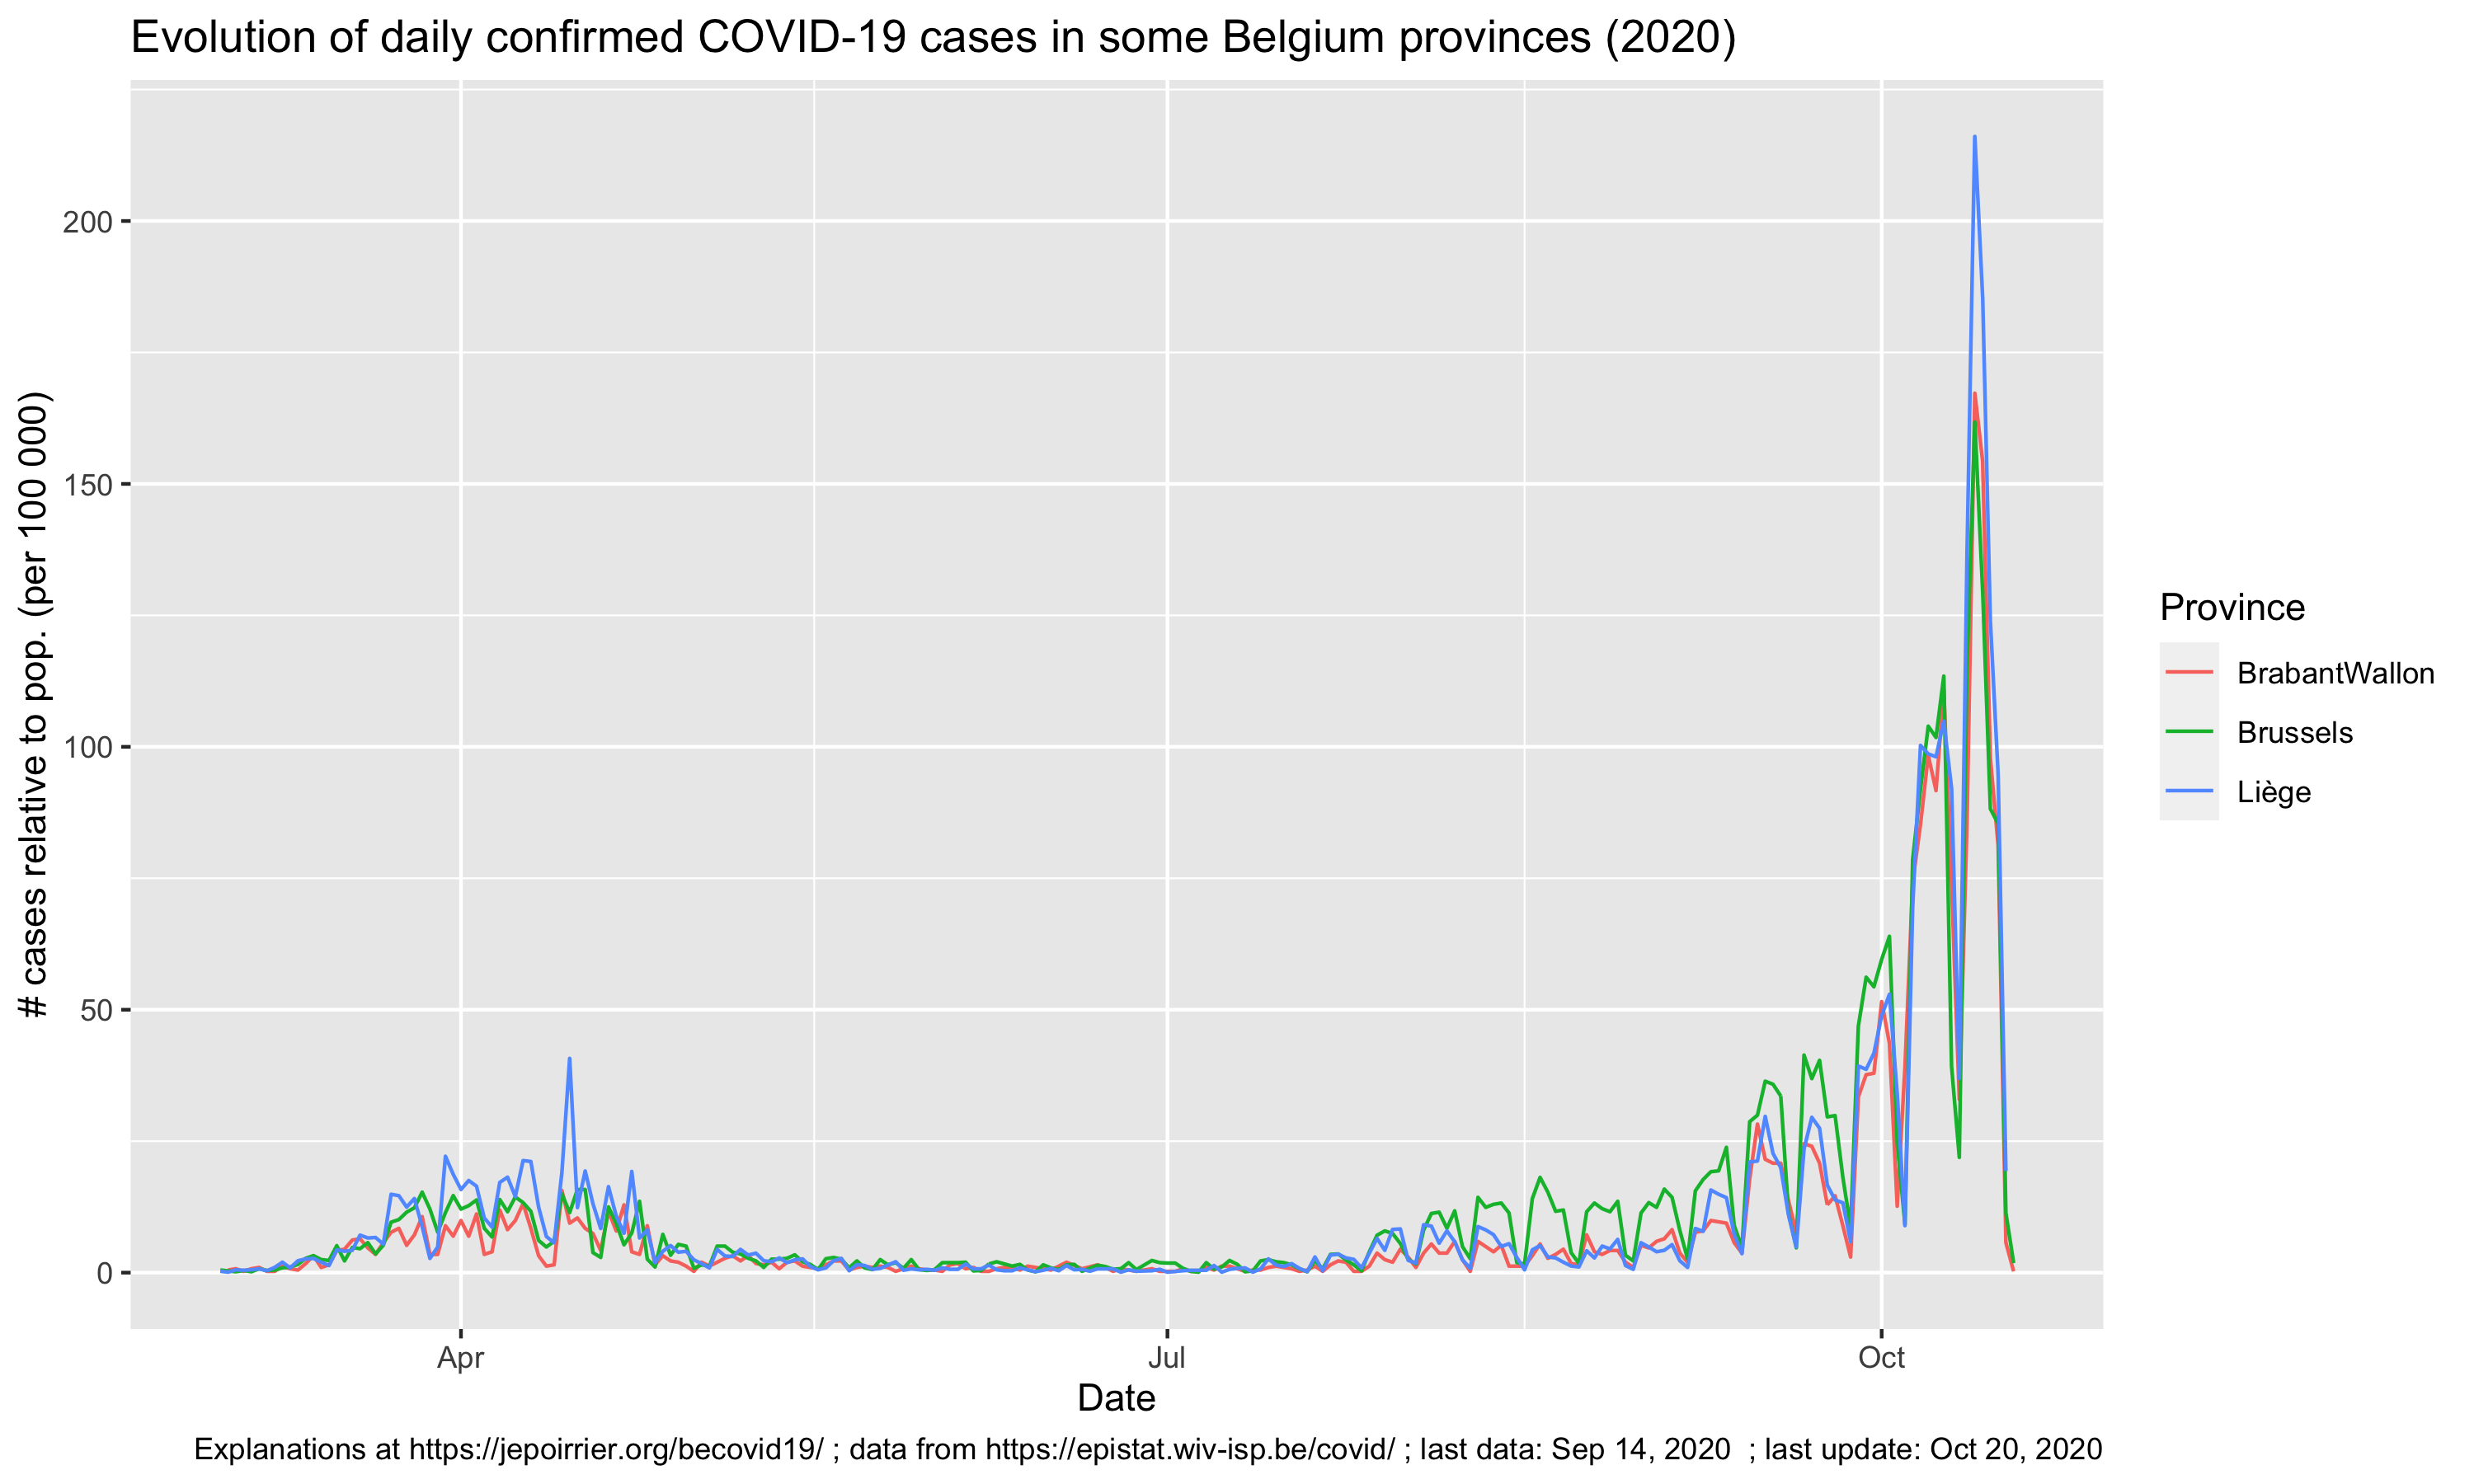 Evolution of daily confirmed COVID-19 cases in some Belgium provinces (2020)
# cases relative to pop. (per 100 000)
200
150
100
50
0
Apr
Jul
Oct
Date
Province
BrabantWallon
Brussels
Liège
Explanations at https://jepoirrier.org/becovid19/ ; data from https://epistat.wiv-isp.be/covid/ ; last data: Sep 14, 2020  ; last update: Oct 20, 2020